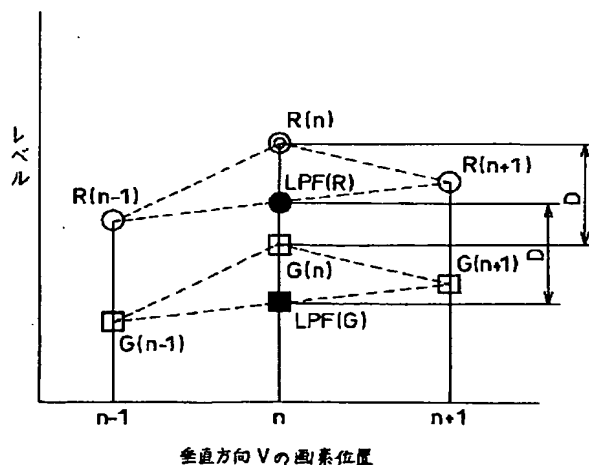 レベル
R(n)
R(n-1)
LPF(R)
R(n+1)
D
G(n)
D
G(n+1)
G(n-1)
LPF(G)
n-1
n
n+1
垂直方向Vの画素位置